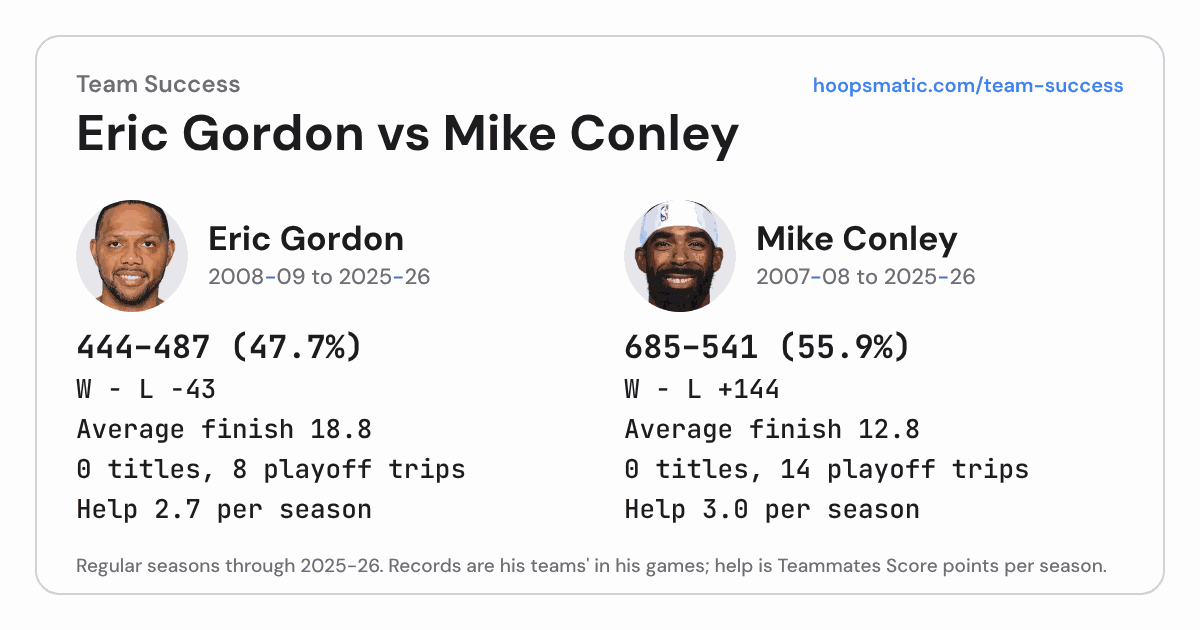 Team Success
hoopsmatic.com/team-success
Eric Gordon vs Mike Conley
Eric Gordon
2008-09 to 2025-26
444-487 (47.7%)
W - L -43
Average finish 18.8
0 titles, 8 playoff trips
Help 2.7 per season
Mike Conley
2007-08 to 2025-26
685-541 (55.9%)
W - L +144
Average finish 12.8
0 titles, 14 playoff trips
Help 3.0 per season
Regular seasons through 2025-26. Records are his teams' in his games; help is Teammates Score points per season.